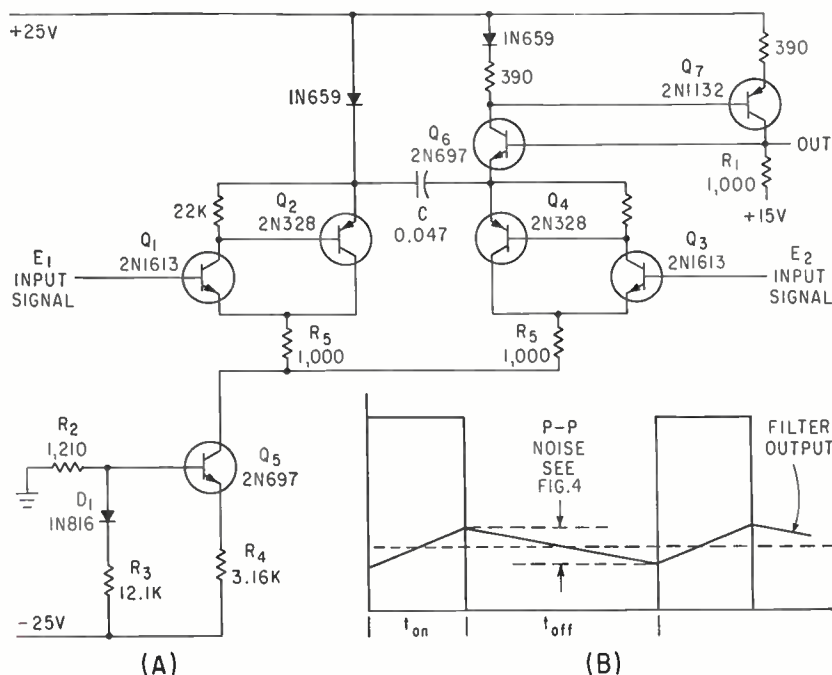 +25V
IN659
390
390
Q7
2N1132
IN659
Q6
2N697
OUT
R1
1,000
+15V
22K
Q2
2N328
C
0.047
Q4
2N328
Q1
2N1613
Q3
2N1613
E1
INPUT
SIGNAL
E2
INPUT
SIGNAL
R5
1,000
R5
1,000
R2
1,210
Q5
2N697
D1
IN816
R3
12.1K
R4
3.16K
-25V
(A)
P-P
NOISE
SEE
FIG.4
FILTER
OUTPUT
ton
toff
(B)